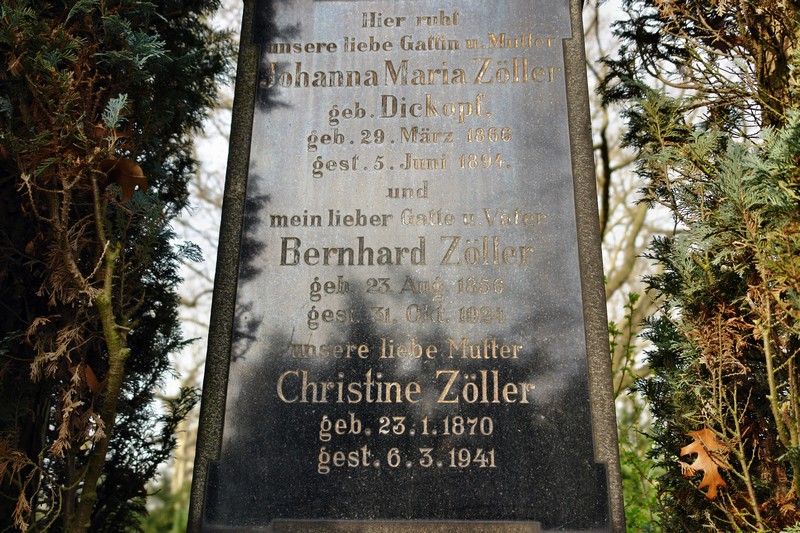 Hier ruht
unsere liebe Gattin u. Mutter
Johanna Maria Zöller
geb. Dickopf.
geb. 29. März 1866
gest. 5. Juni 1894.
und
mein lieber Gatte u. Vater
Bernhard Zöller
geb. 23. Aug. 1856
gest. 31. Okt. 1924
unsere liebe Mutter
Christine Zöller
geb. 23. 1. 1870
gest. 6. 3. 1941